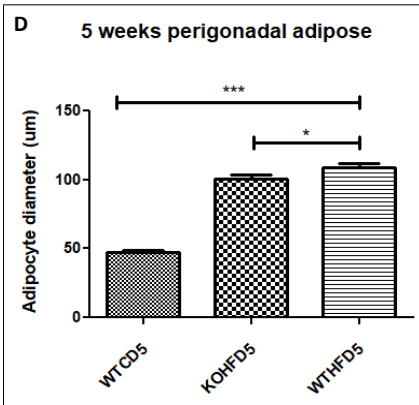 D
5 weeks perigonadal adipose
***
*
Adipocyte diameter (um)
150
100
50
0
WTCD5
KOHFD5
WTHFD5